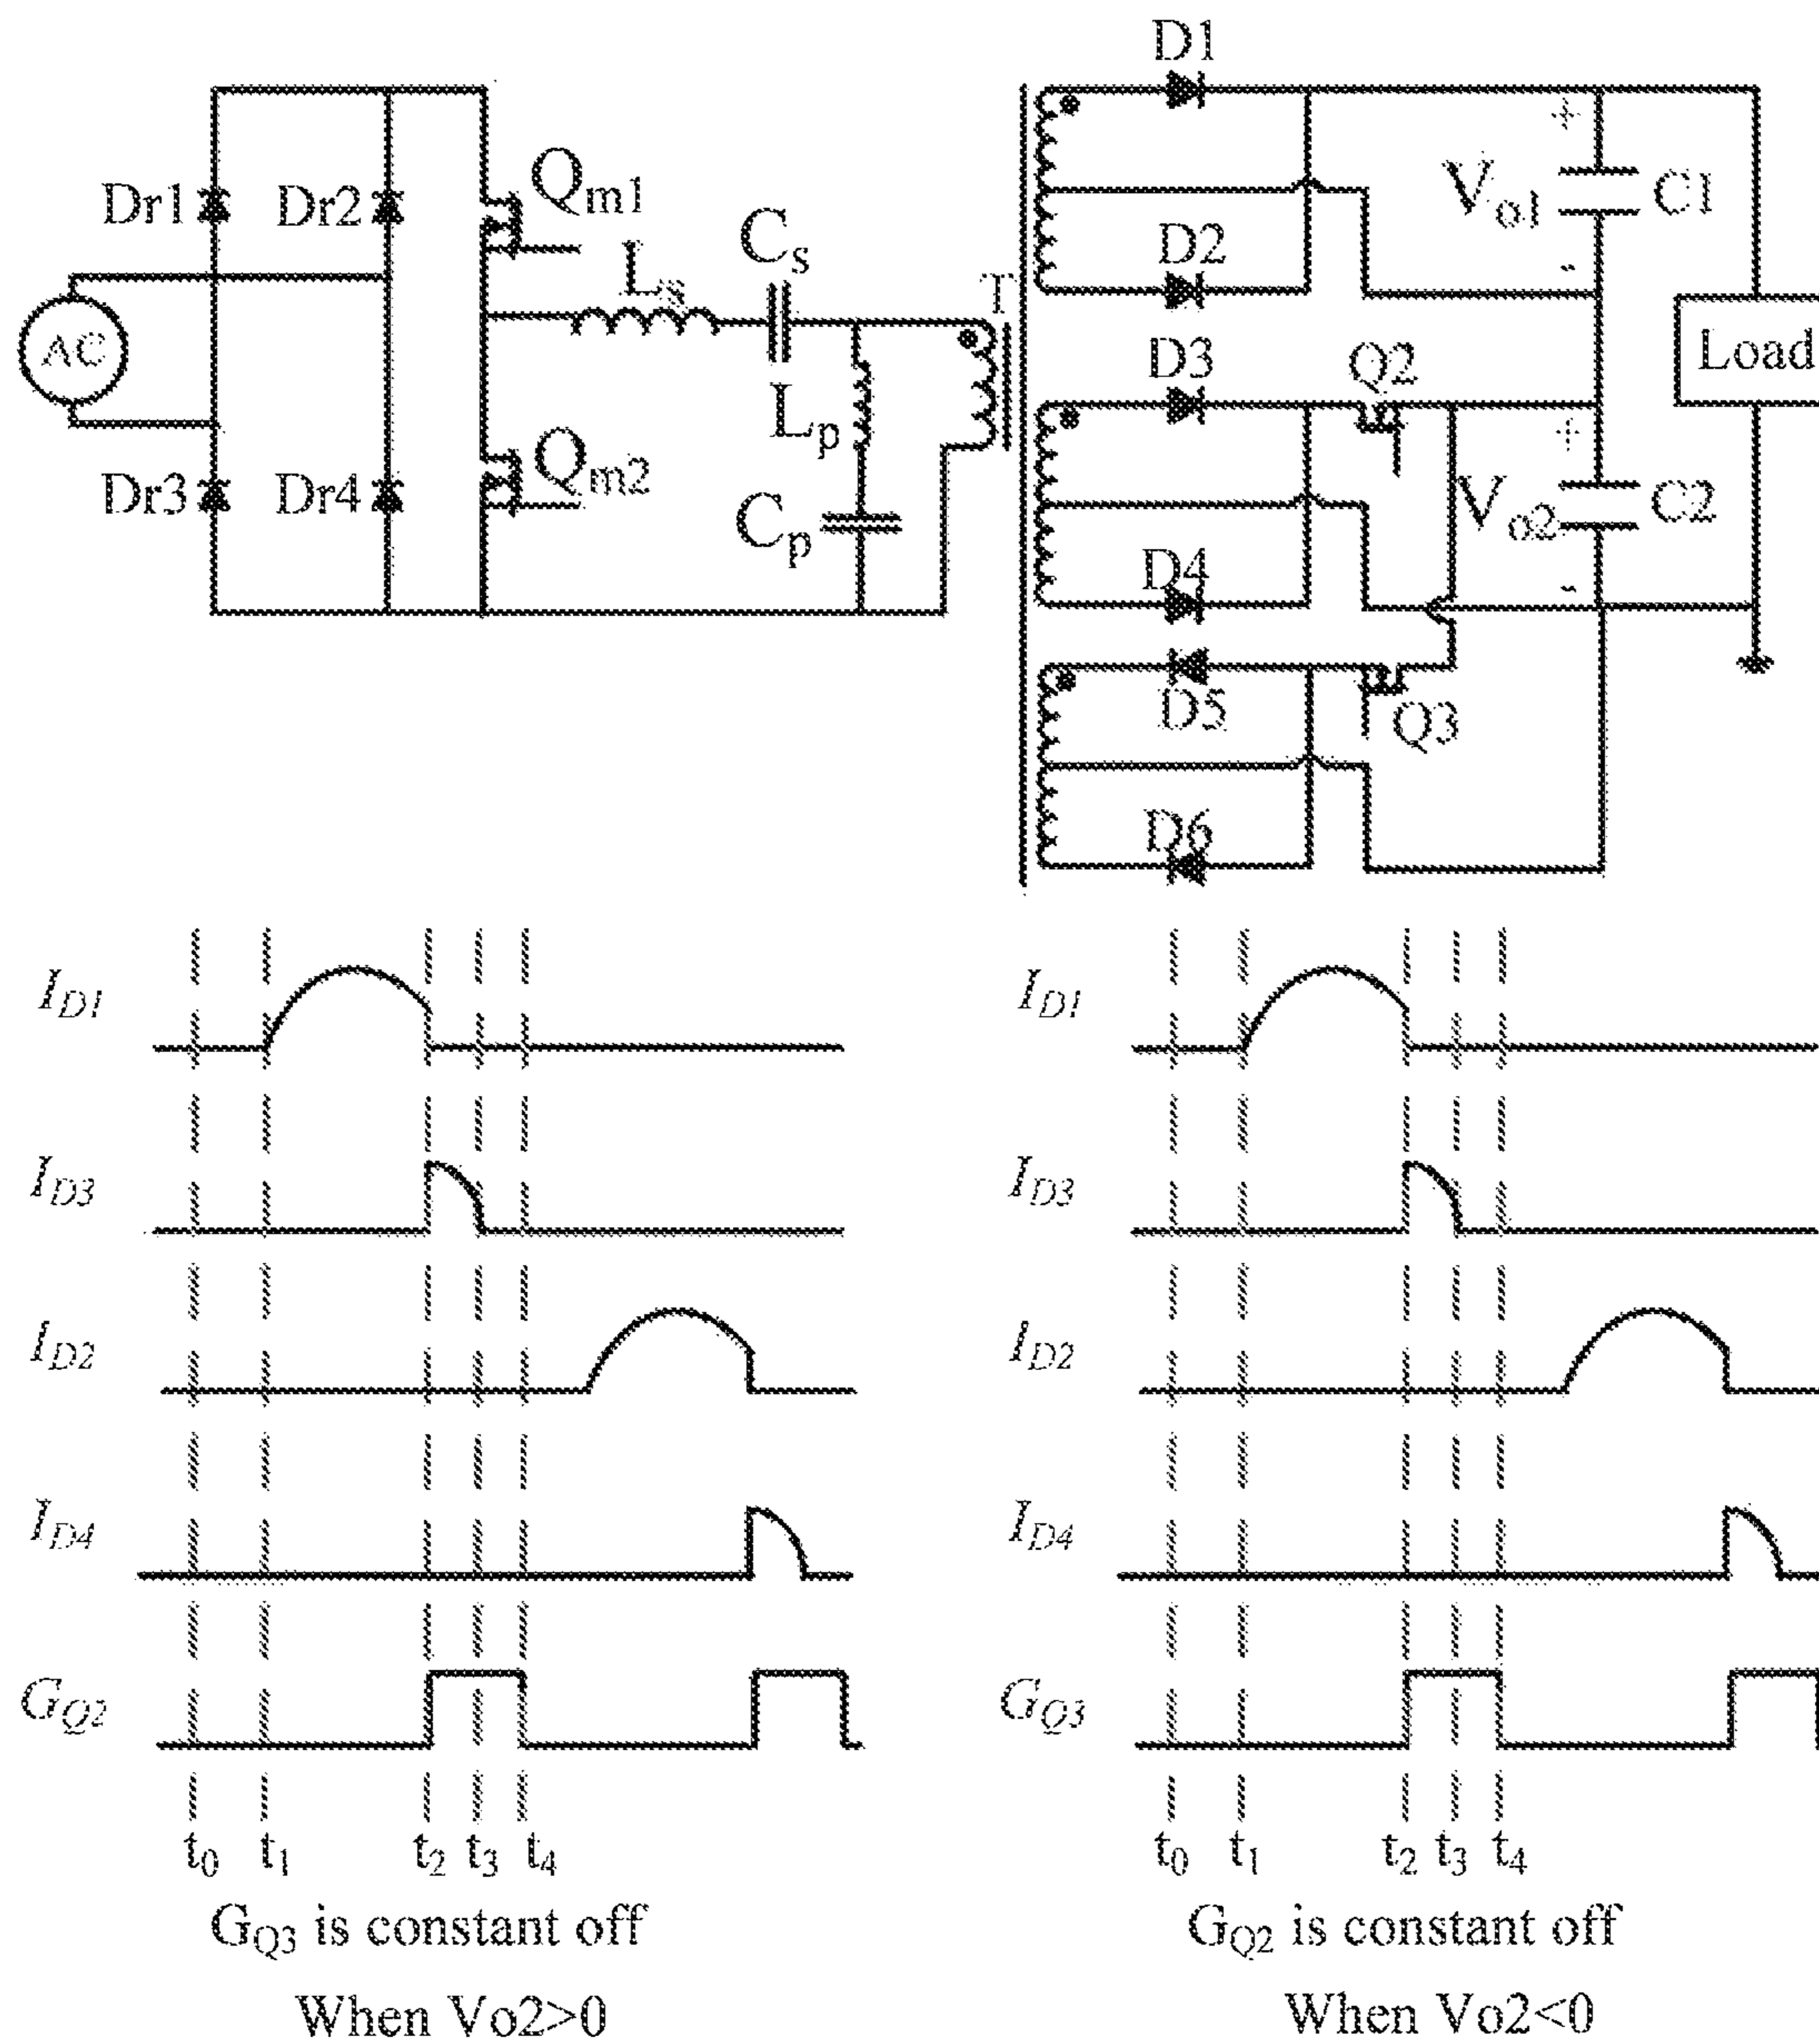 D1
Dr1
Dr2
Qm1
Ls
Cs
T
D2
Vo1
+
-
C1
AC
Lp
D3
Q2
Load
Dr3
Dr4
Qm2
Cp
D4
+
Vo2
-
C2
D5
Q3
D6
ID1
ID3
ID2
ID4
GQ2
t0 t1 t2 t3 t4
GQ3 is constant off
When Vo2>0
ID1
ID3
ID2
ID4
GQ3
t0 t1 t2 t3 t4
GQ2 is constant off
When Vo2<0